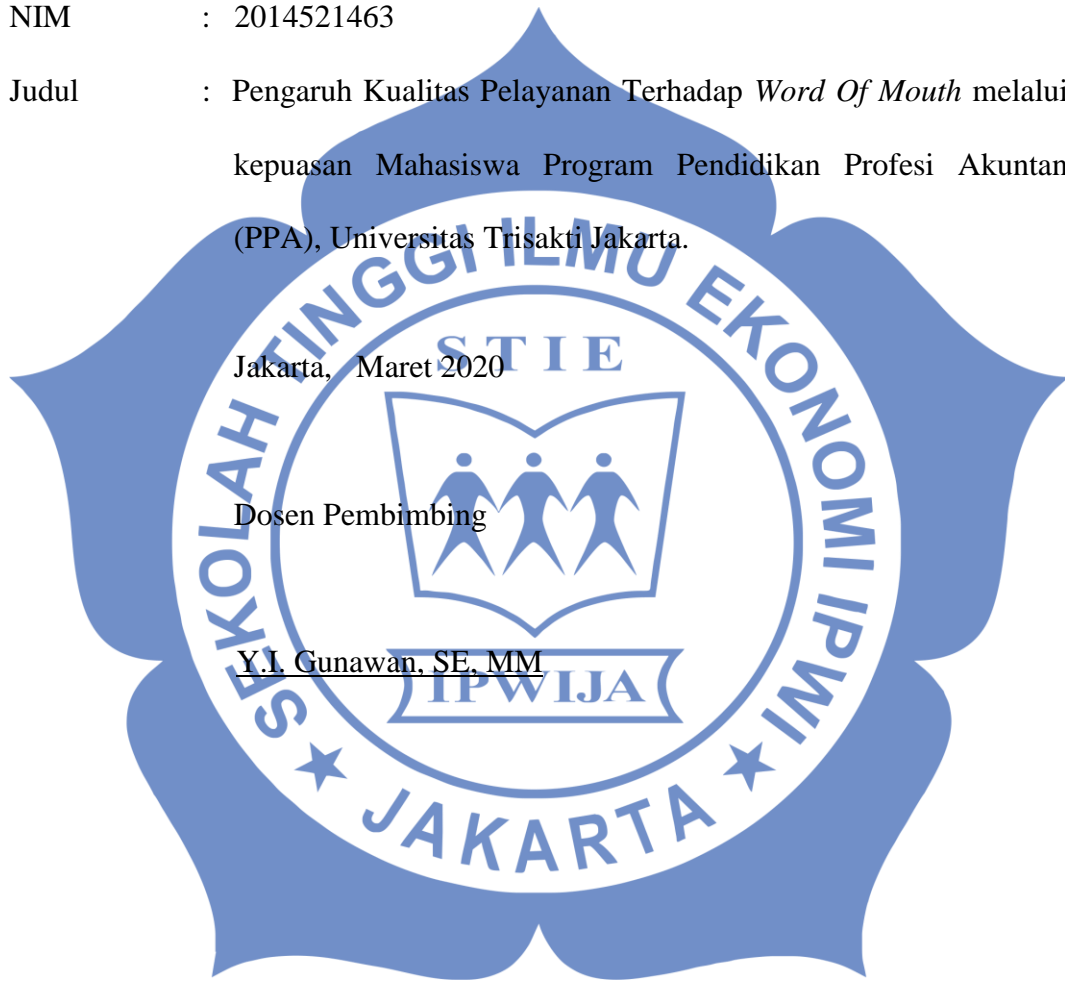 NIM : 2014521463
Judul : Pengaruh Kualitas Pelayanan Terhadap Word Of Mouth melalui
kepuasan Mahasiswa Program Pendidikan Profesi Akuntan
(PPA), Universitas Trisakti Jakarta.
SEKOLAH TINGGI ILMU EKONOMI IPWI
STIE
Jakarta, Maret 2020
Dosen Pembimbing
Y.I. Gunawan, SE, MM
IPWIJA
★ JAKARTA ★